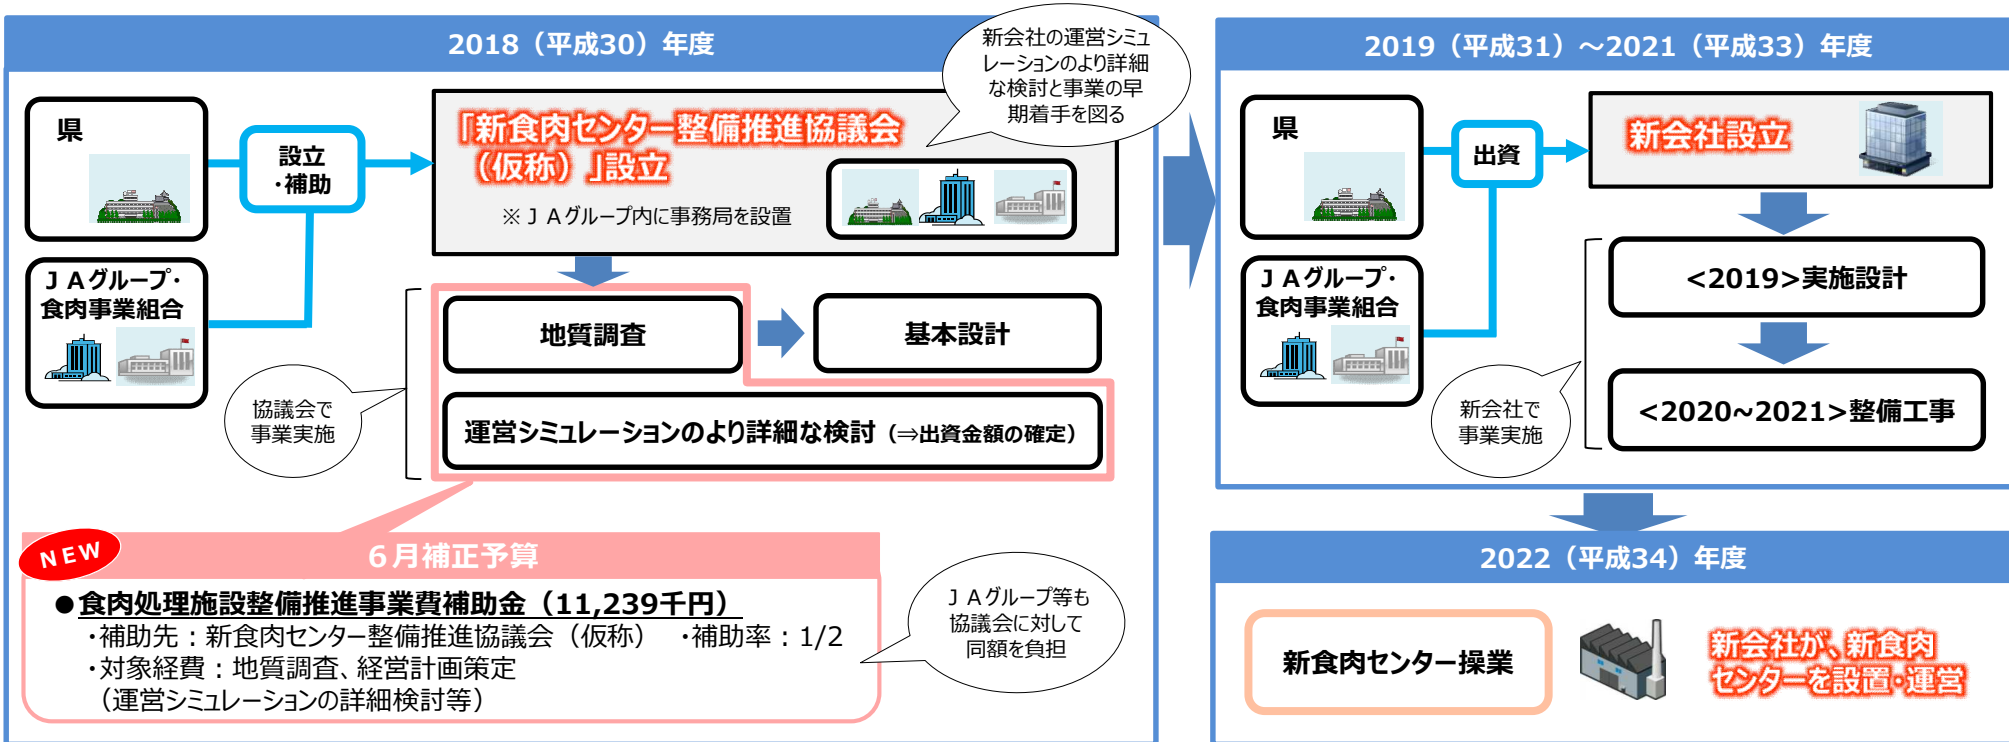 2018（平成30）年度
新会社の運営シミュ
レーションのより詳細
な検討と事業の早
期着手を図る
県
設立
・補助
「新食肉センター整備推進協議会
（仮称）」設立
※ＪＡグループ内に事務局を設置
ＪＡグループ・
食肉事業組合
地質調査
基本設計
協議会で
事業実施
運営シミュレーションのより詳細な検討（⇒出資金額の確定）
NEW
６月補正予算
●食肉処理施設整備推進事業費補助金（11,239千円）
・補助先：新食肉センター整備推進協議会（仮称）　・補助率：1/2
・対象経費：地質調査、経営計画策定
（運営シミュレーションの詳細検討等）
ＪＡグループ等も
協議会に対して
同額を負担
2019（平成31）～2021（平成33）年度
県
出資
新会社設立
ＪＡグループ・
食肉事業組合
<2019>実施設計
新会社で
事業実施
<2020~2021>整備工事
2022（平成34）年度
新食肉センター操業
新会社が、新食肉
センターを設置・運営